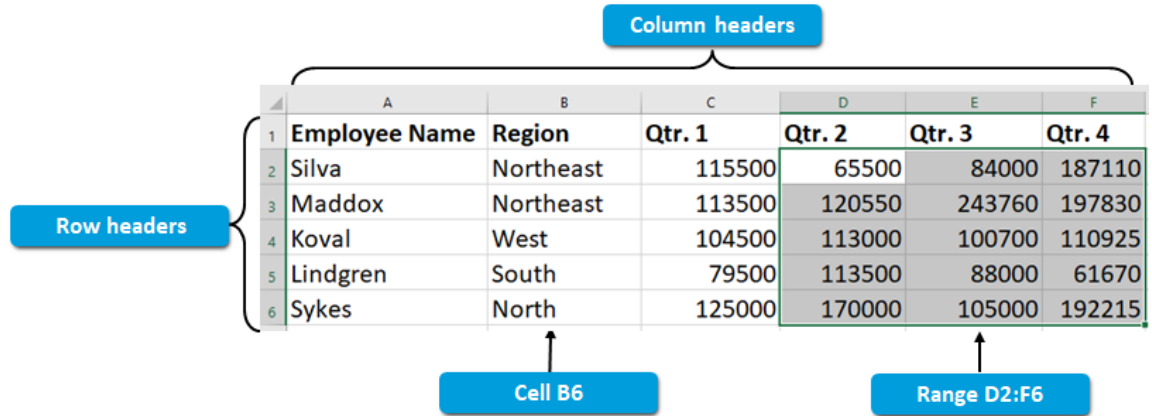 Column headers
A B C D E F
1 Employee Name Region Qtr. 1 Qtr. 2 Qtr. 3 Qtr. 4
2 Silva Northeast 115500 65500 84000 187110
3 Maddox Northeast 113500 120550 243760 197830
Row headers
4 Koval West 104500 113000 100700 110925
5 Lindgren South 79500 113500 88000 61670
6 Sykes North 125000 170000 105000 192215
Cell B6 Range D2:F6